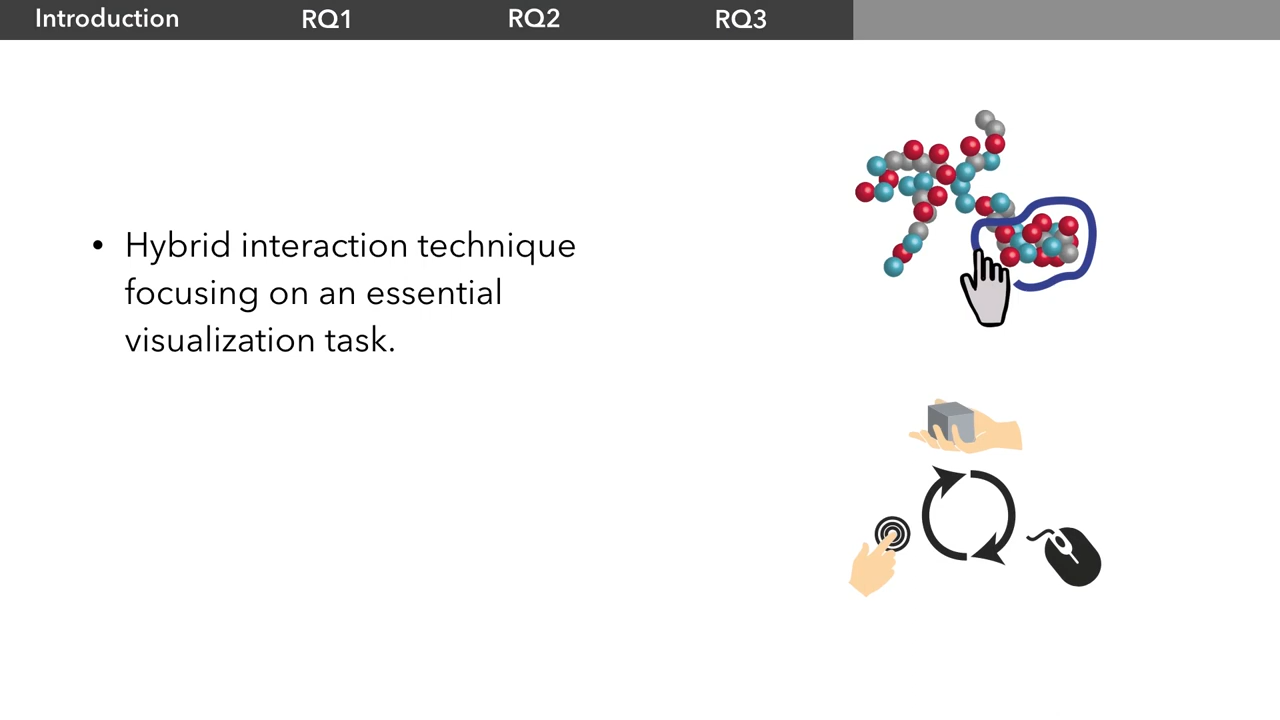 Introduction RQ1 RQ2 RQ3
• Hybrid interaction technique
focusing on an essential
visualization task.